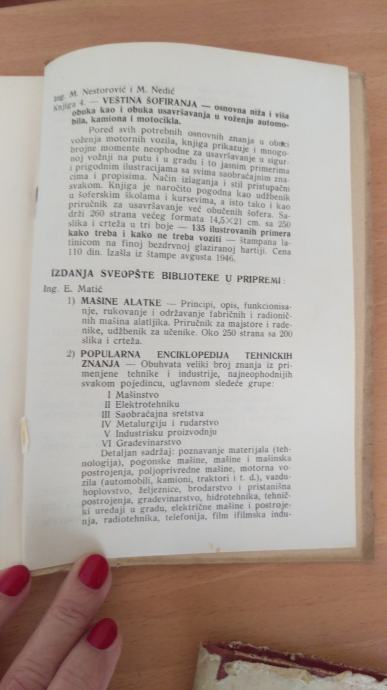 Ing. M. Nestorović i M. Nedić
Knjiga 4. — VEŠTINA ŠOFIRANJA — osnovna niža i viša
obuka kao i obuka usavršavanja u voženju automo-
bila, kamiona i motocikla.
Pored svih potrebnih osnovnih znanja u obuci
voženja motornih vozila, knjiga prikazuje i mnogo-
brojne momente neophodne za usavršavanje u sigur-
noj vožnji na putu i u gradu i to jasnim primerima
i prigodnim ilustracijama sa svima saobraćajnim zna-
cima i propisima. Način izlaganja i stil pristupačni
svakom. Knjiga je naročito pogodna kao udžbenik
u šoferskim školama i kursevima, a isto tako i kao
priručnik za usavršavanje već obučenih šofera. Sa-
drži 260 strana većeg formata 14,5×21 cm. sa 250
slika i crteža u tri boje — 135 ilustrovanih primera
kako treba i kako ne treba voziti — štampana la-
tinicom na finoj bezdrvnoj glaziranoj hartiji. Cena
110 din. Izašla iz štampe avgusta 1946.
IZDANJA SVEOPŠTE BIBLIOTEKE U PRIPREMI:
Ing. E. Matić
1) MAŠINE ALATKE — Principi, opis, funkcionisa-
nje, rukovanje i održavanje fabričnih i radionič-
nih mašina alatljika. Priručnik za majstore i rade-
nike, udžbenik za učenike. Oko 250 strana sa 200
slika i crteža.
2) POPULARNA ENCIKLOPEDIJA TEHNIČKIH
ZNANJA — Obuhvata veliki broj znanja iz pri-
menjene tehnike i industrije, najneophodnijih
svakom pojedincu, uglavnom sledeće grupe:
I Mašinstvo
II Elektrotehniku
III Saobraćajna sretstva
IV Metalurgiju i rudarstvo
V Industrisku proizvodnju
VI Građevinarstvo
Detaljan sadržaj: poznavanje materijala (teh-
nologija), pogonske mašine, mašine i mašinska
postrojenja, poljoprivredne mašine, motorna vo-
zila (automobili, kamioni, traktori i t. d.), vazdu-
hoplovstvo, željeznice, brodarstvo i pristanišna
postrojenja, građevinarstvo, hidrotehnika, tehnič-
ki uređaji u gradu, električne mašine i postroje-
nja, radiotehnika, telefonija, film ifilmska indu-